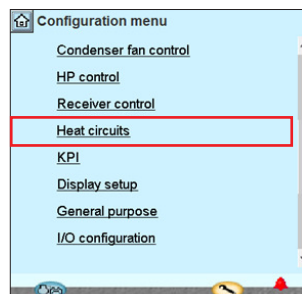 Configuration menu
Condenser fan control
HP control
Receiver control
Heat circuits
KPI
Display setup
General purpose
I/O configuration